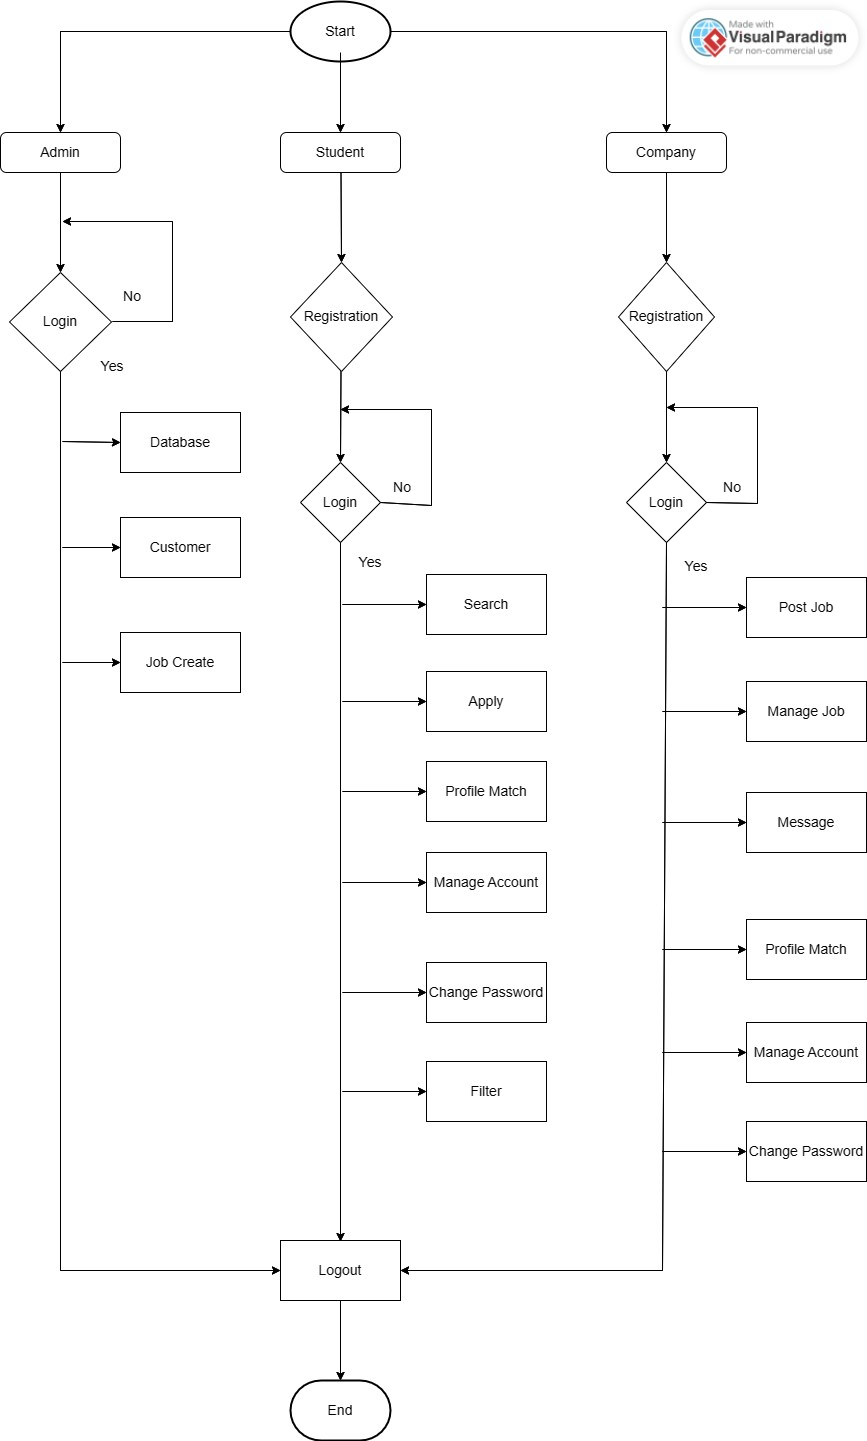 Start
Made with
Visual Paradigm
For non-commercial use
Admin
Student
Company
No
Login
Registration
Registration
Yes
Database
No
Login
No
Login
Customer
Yes
Yes
Search
Post Job
Job Create
Apply
Manage Job
Profile Match
Message
Manage Account
Profile Match
Change Password
Manage Account
Filter
Change Password
Logout
End